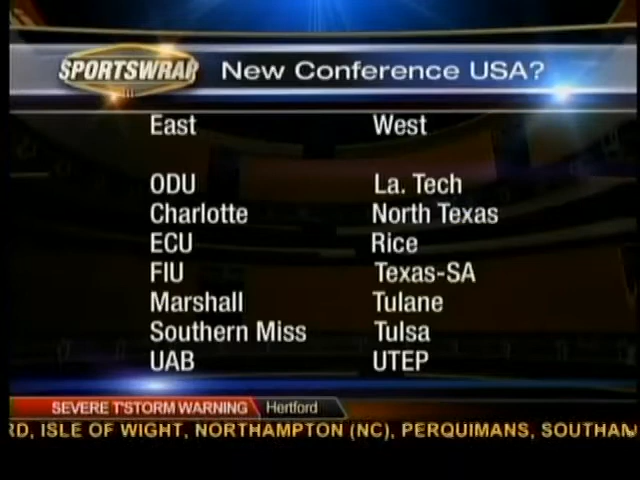 SPORTSWRAP New Conference USA?
East West
ODU La. Tech
Charlotte North Texas
ECU Rice
FIU Texas-SA
Marshall Tulane
Southern Miss Tulsa
UAB UTEP
SEVERE T'STORM WARNING Hertford
RD, ISLE OF WIGHT, NORTHAMPTON (NC), PERQUIMANS, SOUTHAM